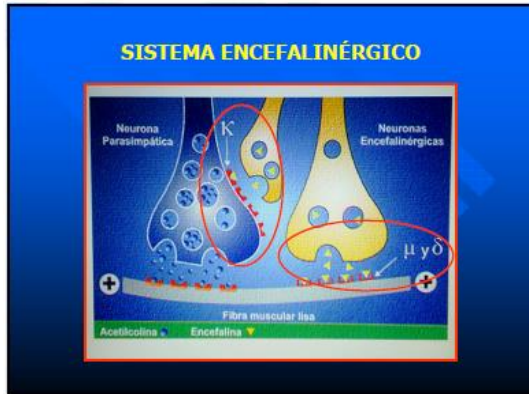 SISTEMA ENCEFALINÉRGICO
Neurona
Parasimpática
κ
Neuronas
Encefalinérgicas
μ y δ
Fibra muscular lisa
Acetilcolina
Encefalina